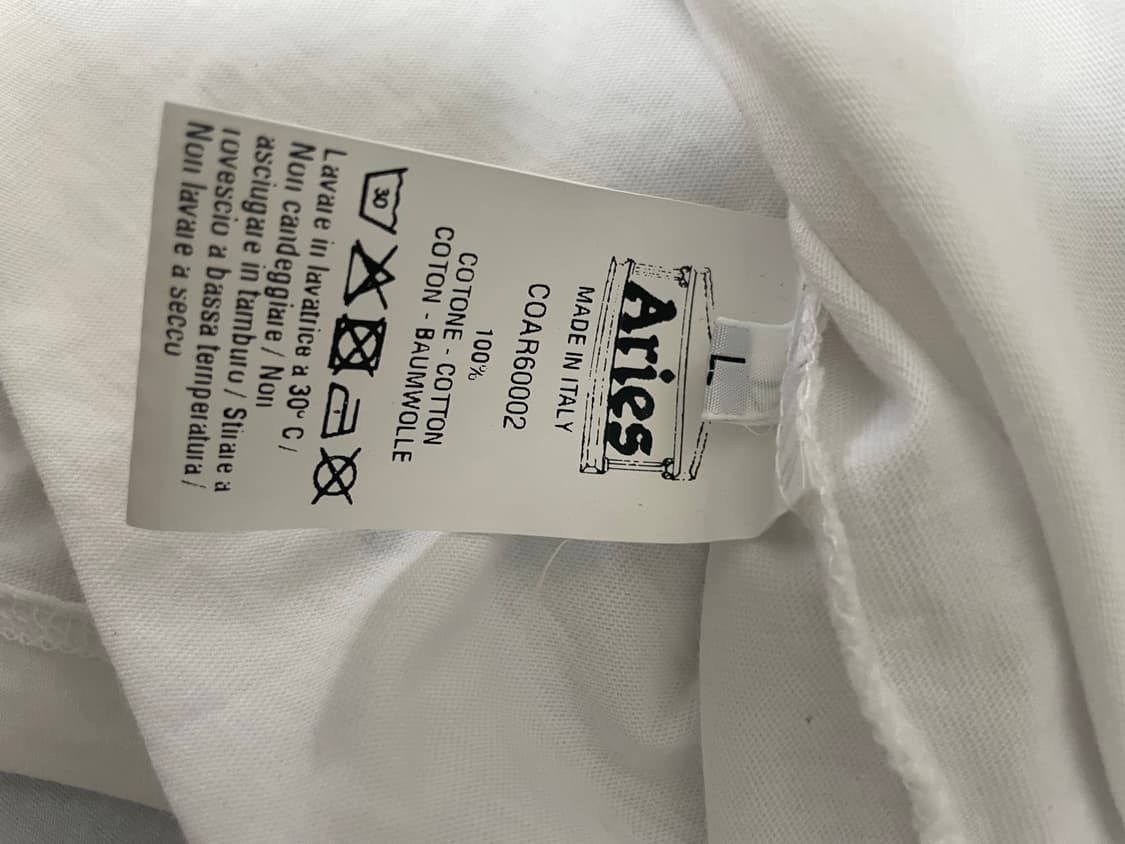 L
Aries
MADE IN ITALY
COAR60002
100%
COTONE - COTTON
COTON - BAUMWOLLE
30
Lavare in lavatrice a 30° C /
Non candeggiare / Non
asciugare in tamburo / Stirare a
rovescio a bassa temperatura /
Non lavare a secco